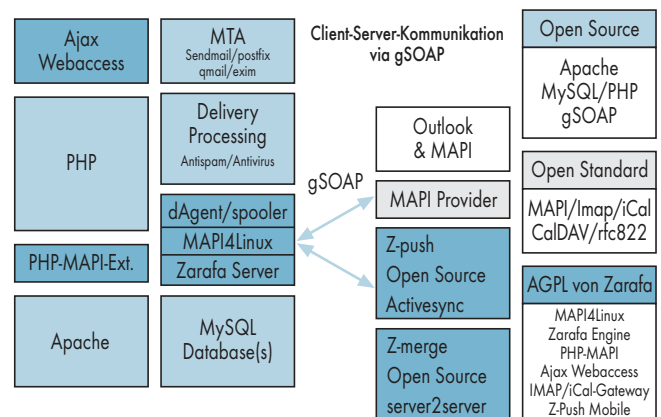 Ajax
Webaccess
PHP
PHP-MAPI-Ext.
Apache
MTA
Sendmail/postfix
qmail/exim
Delivery
Processing
Antispam/Antivirus
dAgent/spooler
MAPI4Linux
Zarafa Server
MySQL
Database(s)
Client-Server-Kommunikation
via gSOAP
gSOAP
Outlook
& MAPI
MAPI Provider
Z-push
Open Source
Activesync
Z-merge
Open Source
server2server
Open Source
Apache
MySQL/PHP
gSOAP
Open Standard
MAPI/Imap/iCal
CalDAV/rfc822
AGPL von Zarafa
MAPI4Linux
Zarafa Engine
PHP-MAPI
Ajax Webaccess
IMAP/iCal-Gateway
Z-Push Mobile